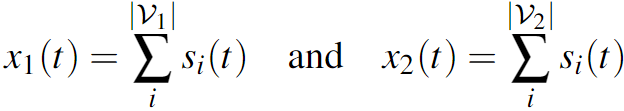 x_1(t) = \sum_{i}^{|\mathcal{V}_1|} s_i(t) and x_2(t) = \sum_{i}^{|\mathcal{V}_2|} s_i(t)